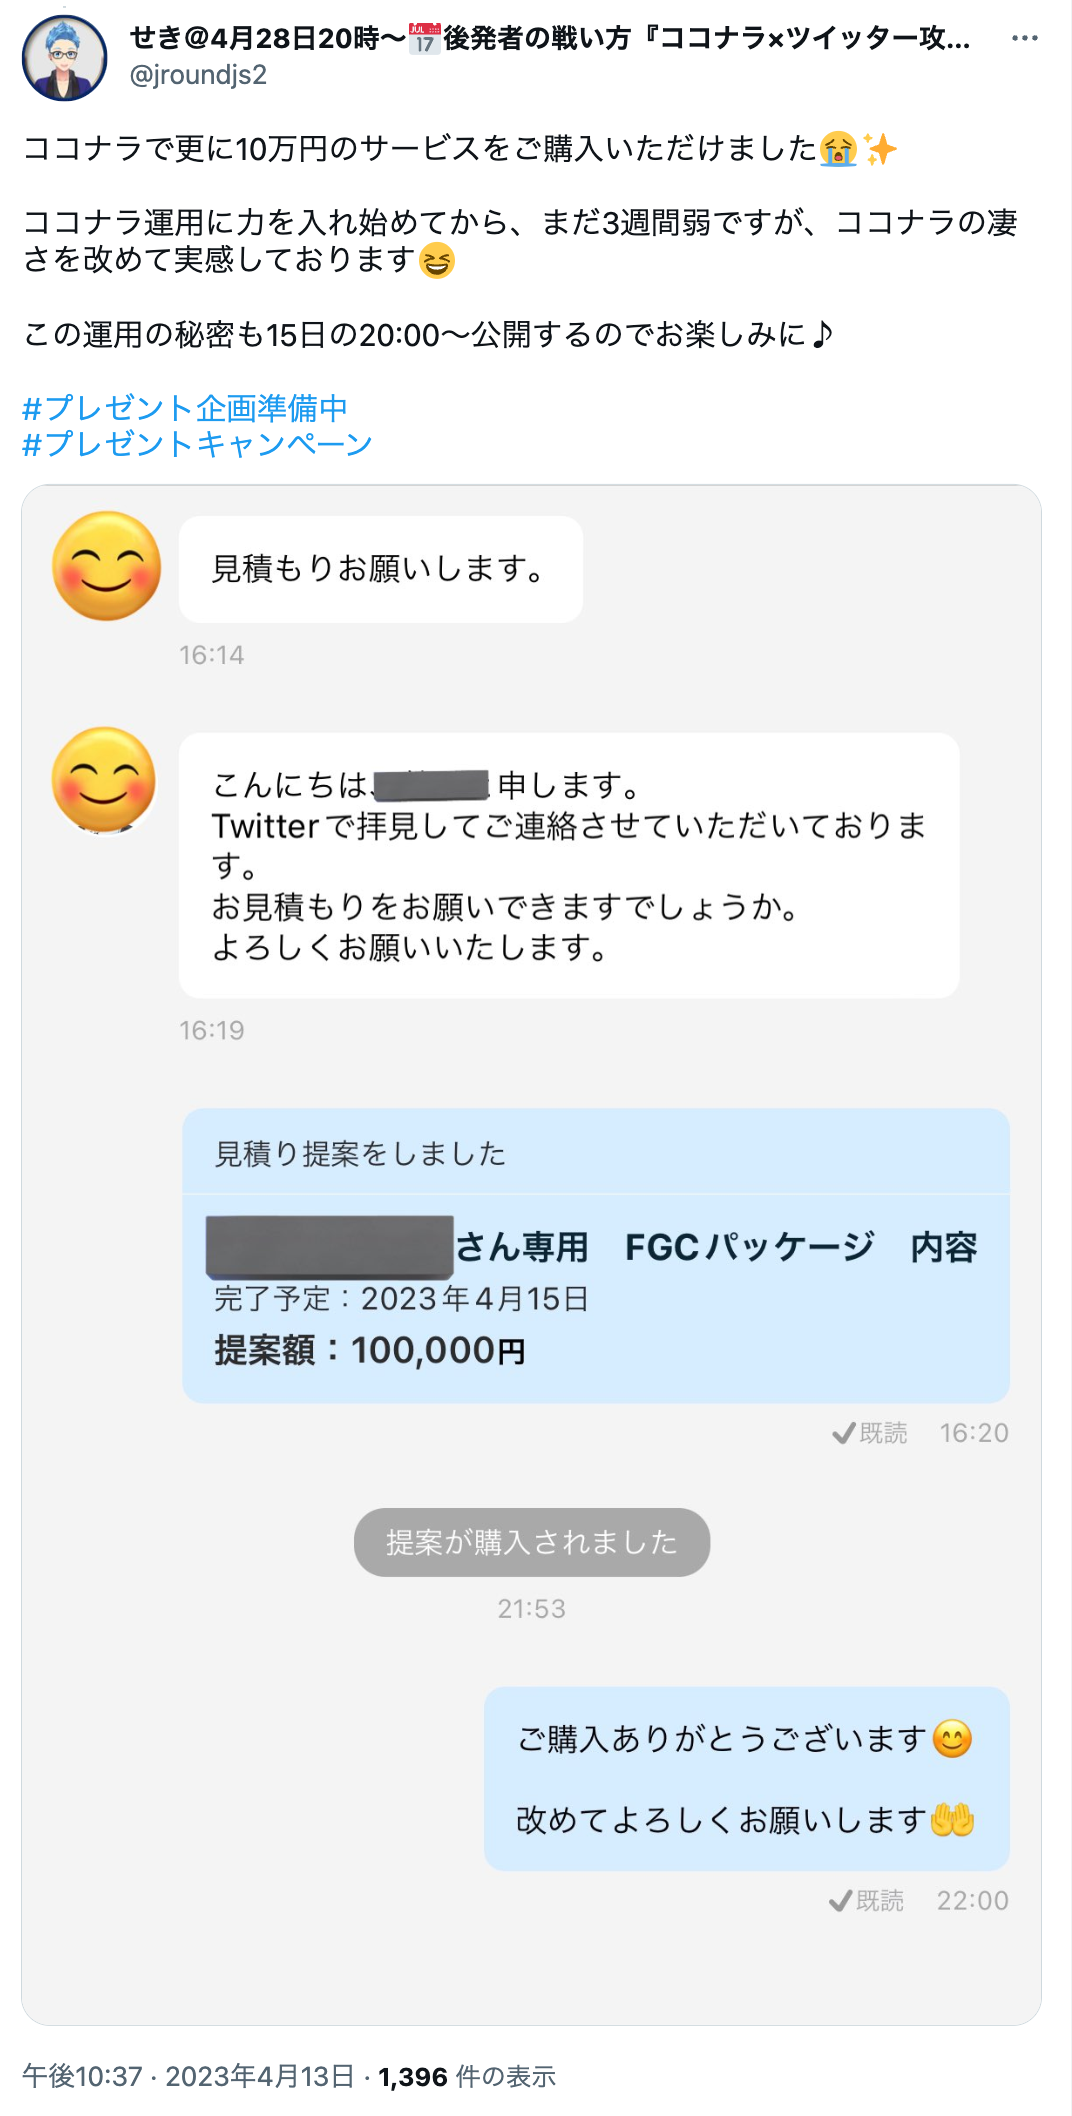 せき@4月28日20時〜📅後発者の戦い方『ココナラ×ツイッター攻...
@jroundjs2
ココナラで更に10万円のサービスをご購入いただけました😭✨
ココナラ運用に力を入れ始めてから、まだ3週間弱ですが、ココナラの凄
さを改めて実感しております😆
この運用の秘密も15日の20:00〜公開するのでお楽しみに♪
#プレゼント企画準備中
#プレゼントキャンペーン
見積もりお願いします。
16:14
こんにちは、申します。
Twitterで拝見してご連絡させていただいておりま
す。
お見積もりをお願いできますでしょうか。
よろしくお願いいたします。
16:19
見積り提案をしました
さん専用　FGCパッケージ　内容
完了予定：2023年4月15日
提案額：100,000円
✔既読 16:20
提案が購入されました
21:53
ご購入ありがとうございます😊
改めてよろしくお願いします🤲
✔既読 22:00
午後10:37 · 2023年4月13日 · 1,396 件の表示